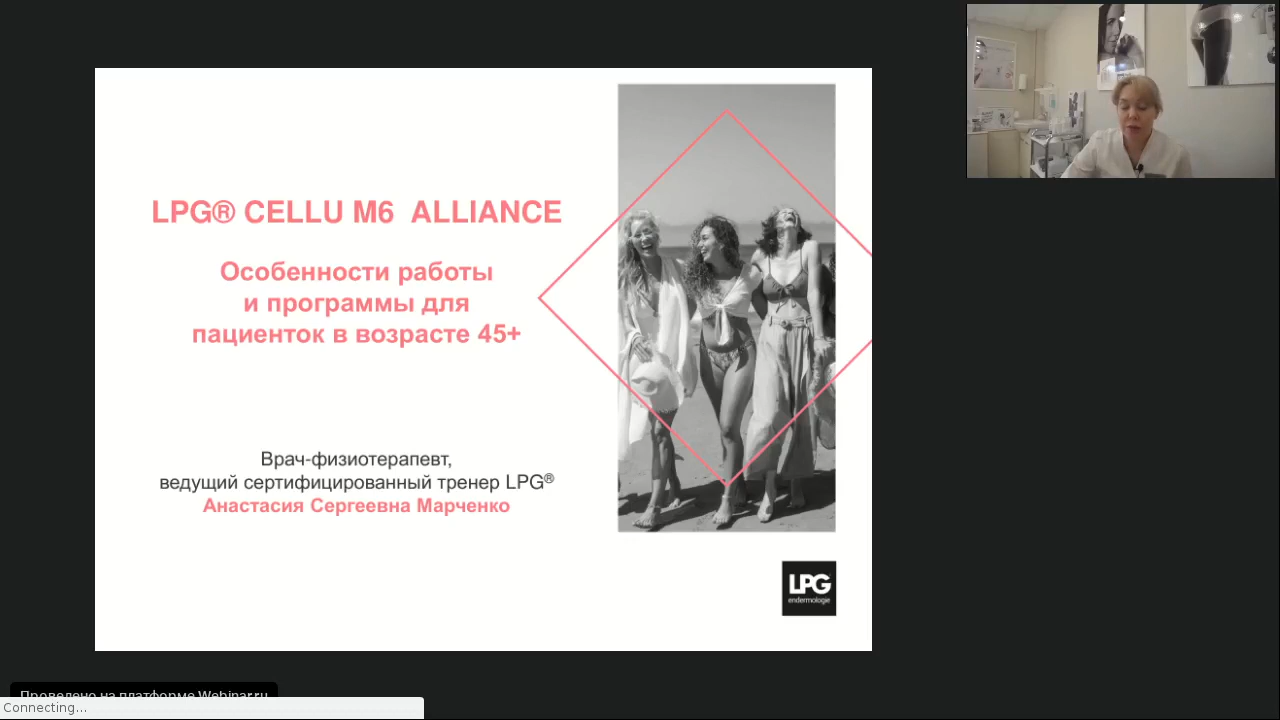 LPG® CELLU M6 ALLIANCE
Особенности работы
и программы для
пациенток в возрасте 45+
Врач-физиотерапевт,
ведущий сертифицированный тренер LPG®
Анастасия Сергеевна Марченко
LPG
endermologie
Проведено на платформе Webinar.ru
Connecting...